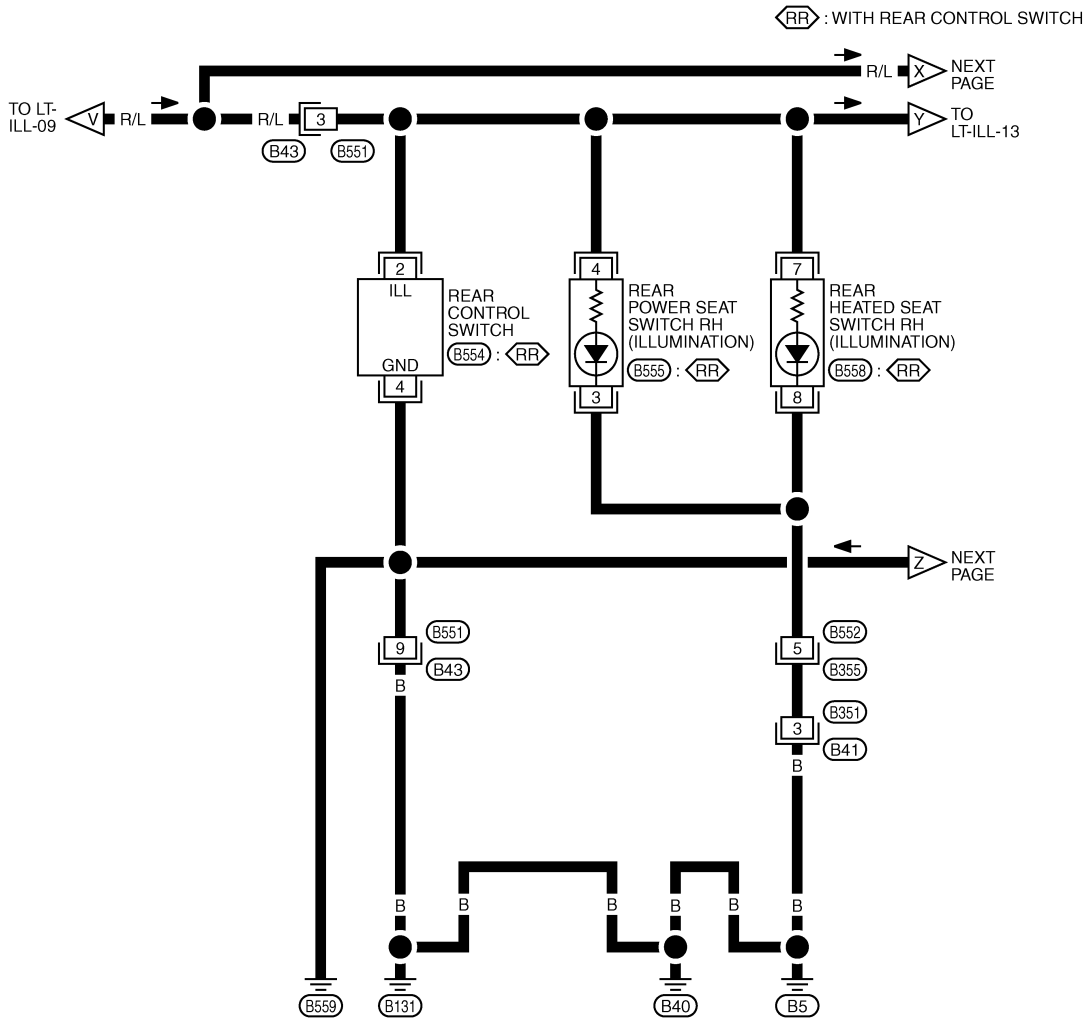 RR : WITH REAR CONTROL SWITCH
R/L X NEXT
PAGE
TO LT-
ILL-09
V R/L R/L 3 Y TO
LT-ILL-13
B43 B551
2 4 7
ILL
REAR
CONTROL
SWITCH
B554 : RR
GND
4
REAR
POWER SEAT
SWITCH RH
(ILLUMINATION)
B555 : RR
3
REAR
HEATED SEAT
SWITCH RH
(ILLUMINATION)
B558 : RR
8
Z NEXT
PAGE
B551
9
B43
B
B552
5
B355
B351
3
B41
B
B B B B B B
B559 B131 B40 B5